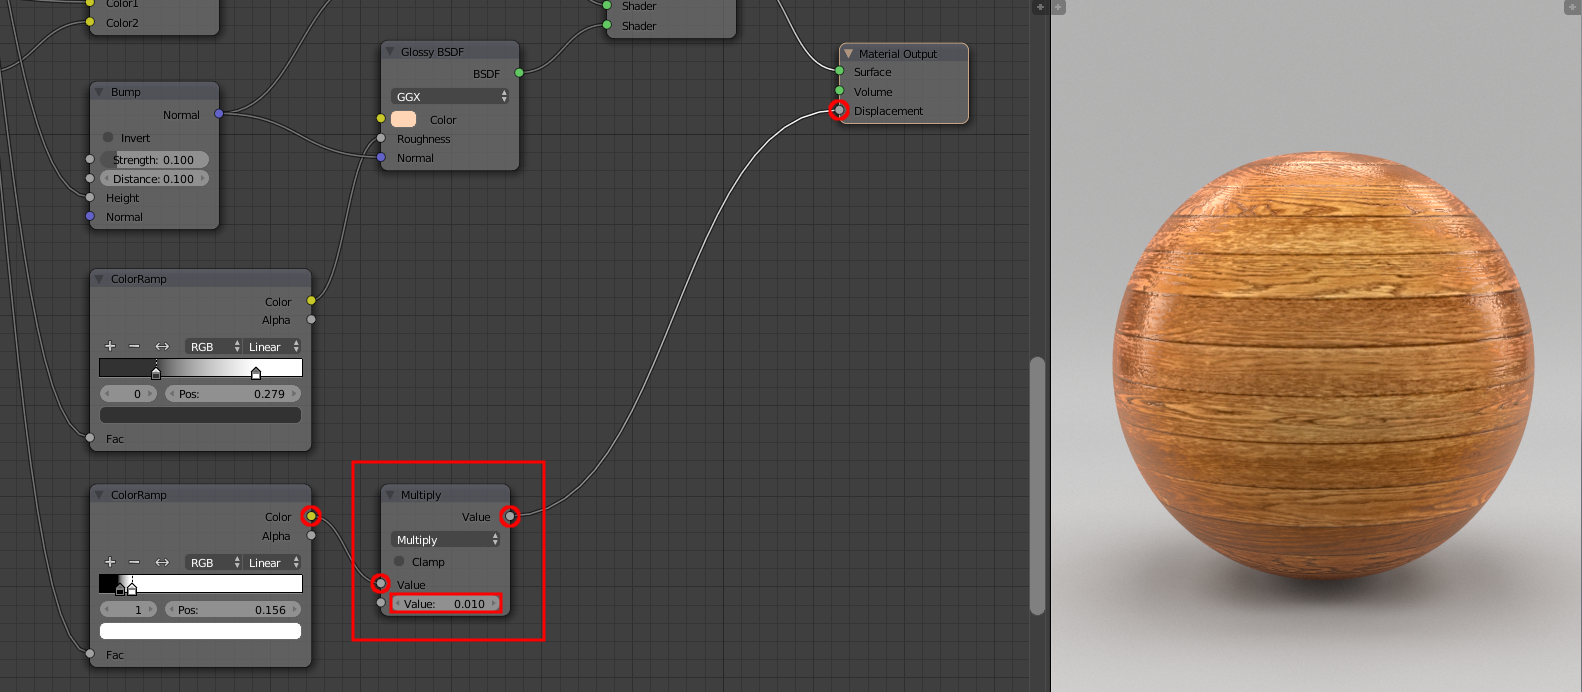 Color1
Color2
Shader
Shader
Glossy BSDF
BSDF
GGX
Color
Roughness
Normal
Material Output
Surface
Volume
Displacement
Bump
Normal
Invert
Strength: 0.100
Distance: 0.100
Height
Normal
ColorRamp
Color
Alpha
RGB Linear
0 Pos: 0.279
Fac
ColorRamp
Color
Alpha
RGB Linear
1 Pos: 0.156
Fac
Multiply
Value
Multiply
Clamp
Value
Value: 0.010